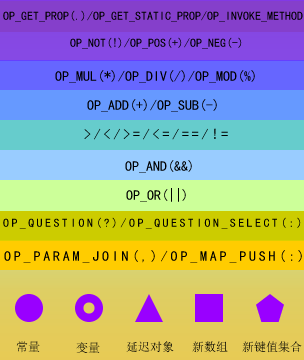 OP_GET_PROP(.)/OP_GET_STATIC_PROP/OP_INVOKE_METHOD
OP_NOT(!)/OP_POS(+)/OP_NEG(-)
OP_MUL(*)/OP_DIV(/)/OP_MOD(%)
OP_ADD(+)/OP_SUB(-)
>/</>=/<=/==/!=
OP_AND(&&)
OP_OR(||)
OP_QUESTION(?)/OP_QUESTION_SELECT(:)
OP_PARAM_JOIN(,)/OP_MAP_PUSH(:)
常量 变量 延迟对象 新数组 新键值集合